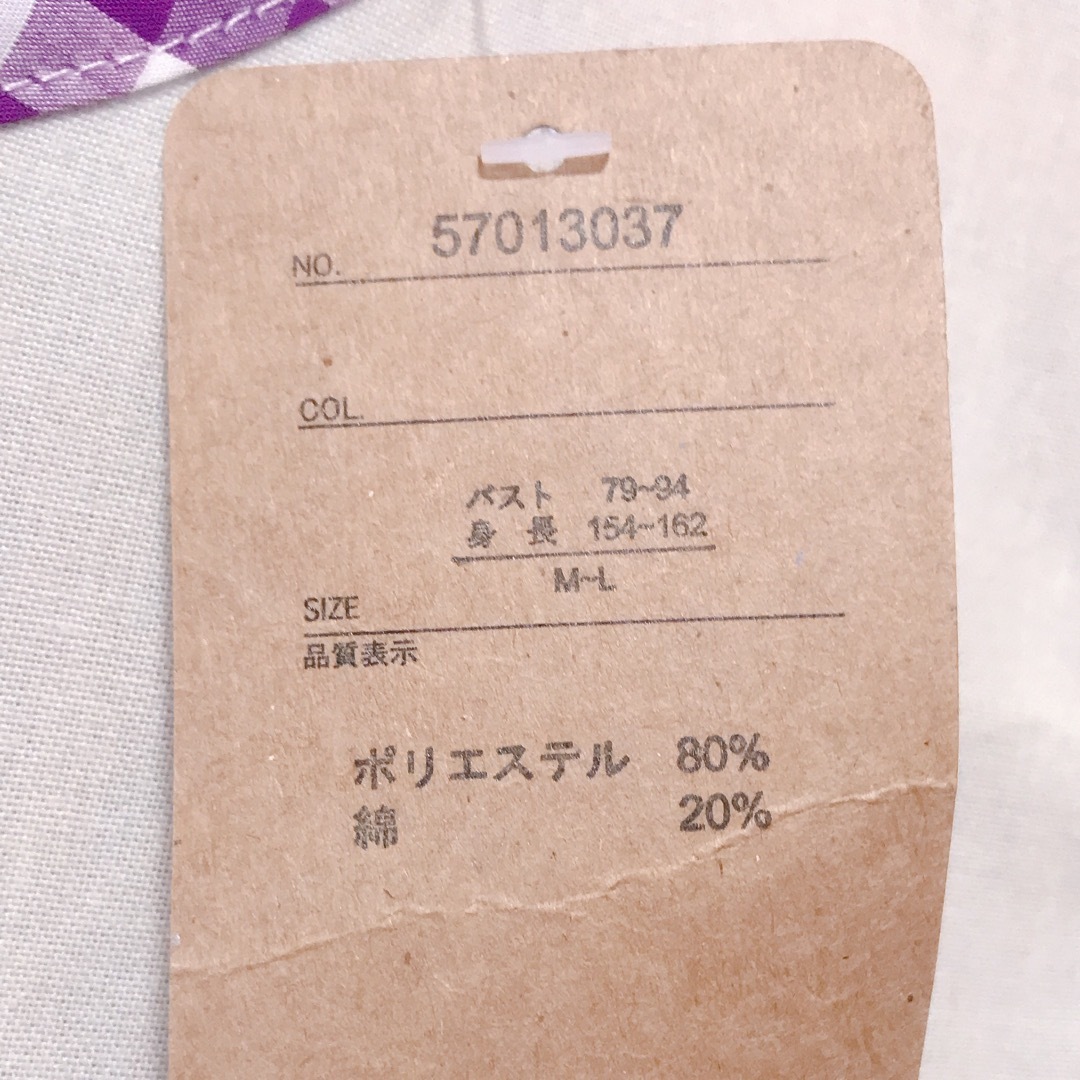 NO. 57013037
COL.
バスト 79~94
身長 154~162
M~L
SIZE
品質表示
ポリエステル 80%
綿 20%